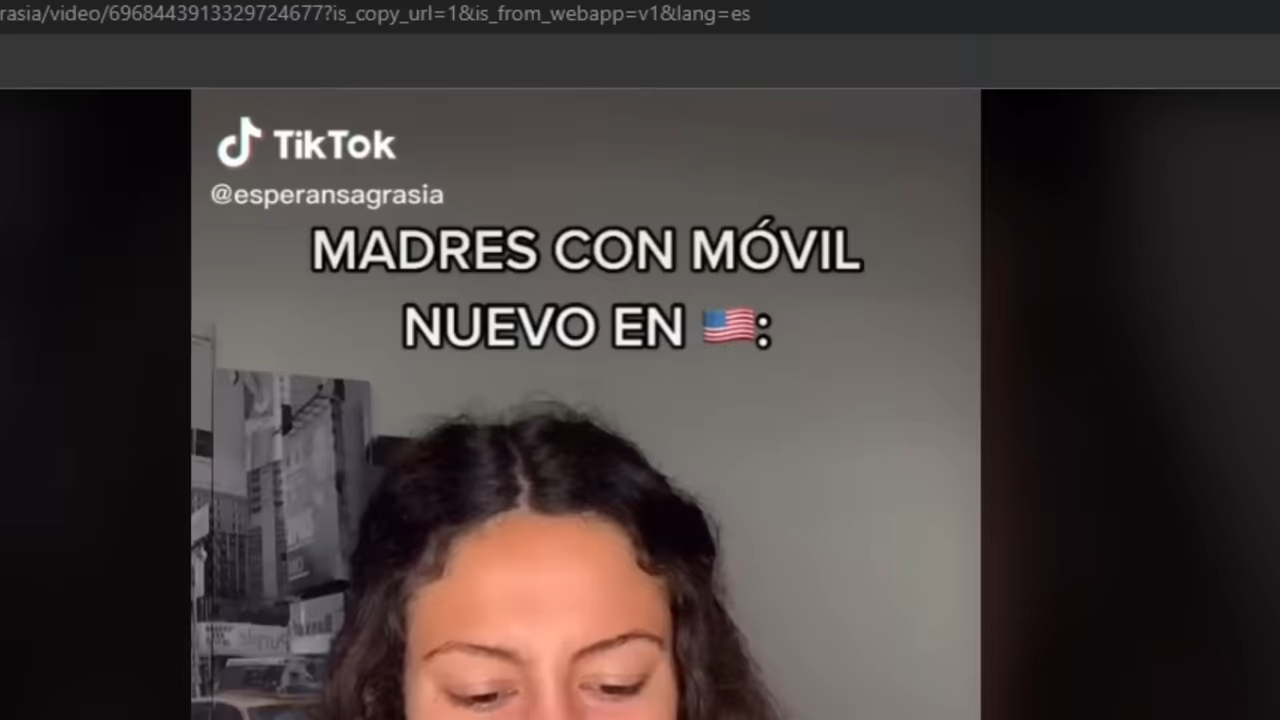 rasia/video/6968443913329724677?is_copy_url=1&is_from_webapp=v1&lang=es
TikTok
@esperansagrasia
MADRES CON MÓVIL
NUEVO EN 🇺🇸: